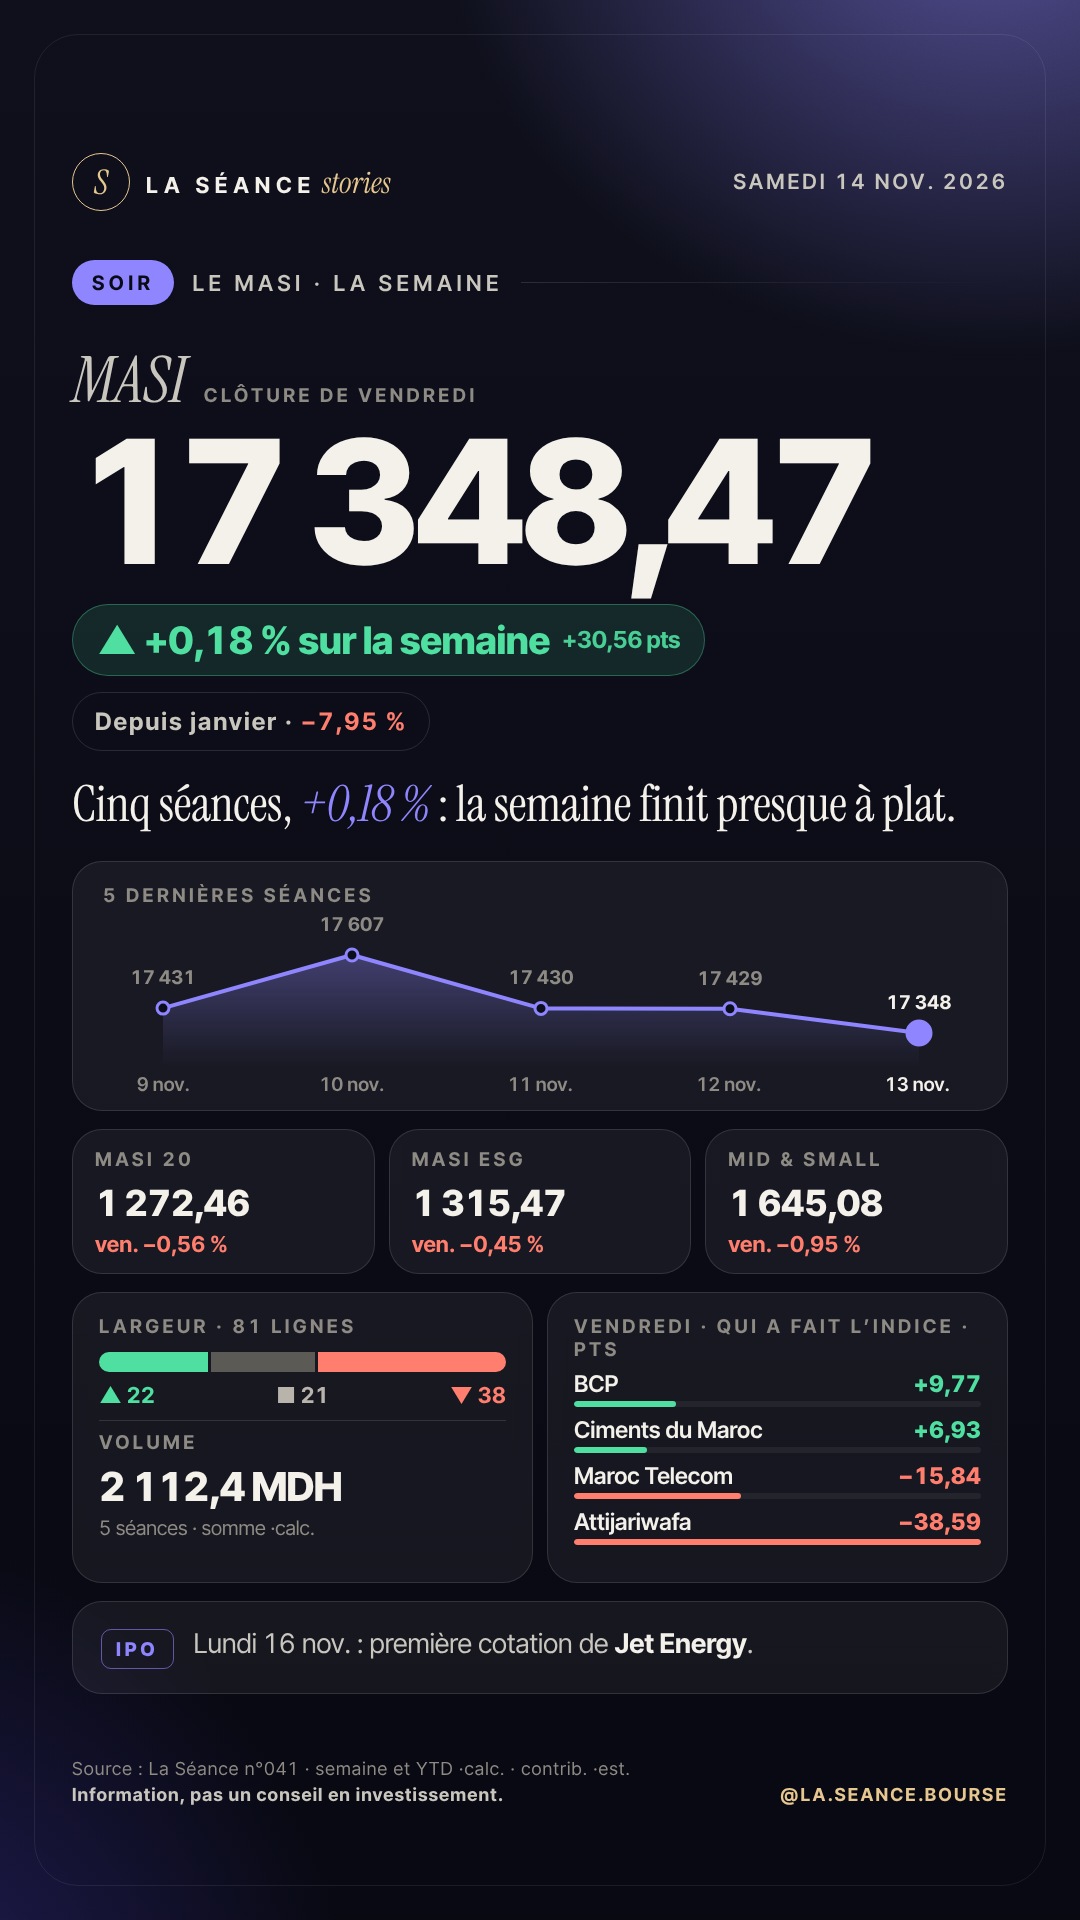 S LA SÉANCE stories
SAMEDI 14 NOV. 2026
SOIR LE MASI · LA SEMAINE
MASI CLÔTURE DE VENDREDI
17 348,47
▲ +0,18 % sur la semaine +30,56 pts
Depuis janvier · −7,95 %
Cinq séances, +0,18 % : la semaine finit presque à plat.
5 DERNIÈRES SÉANCES
17 431 17 607 17 430 17 429 17 348
9 nov. 10 nov. 11 nov. 12 nov. 13 nov.
MASI 20
1 272,46
ven. −0,56 %
MASI ESG
1 315,47
ven. −0,45 %
MID & SMALL
1 645,08
ven. −0,95 %
LARGEUR · 81 LIGNES
▲ 22 ■ 21 ▼ 38
VOLUME
2 112,4 MDH
5 séances · somme ·calc.
VENDREDI · QUI A FAIT L’INDICE ·
PTS
BCP +9,77
Ciments du Maroc +6,93
Maroc Telecom −15,84
Attijariwafa −38,59
IPO Lundi 16 nov. : première cotation de Jet Energy.
Source : La Séance n°041 · semaine et YTD ·calc. · contrib. ·est.
Information, pas un conseil en investissement.
@LA.SEANCE.BOURSE